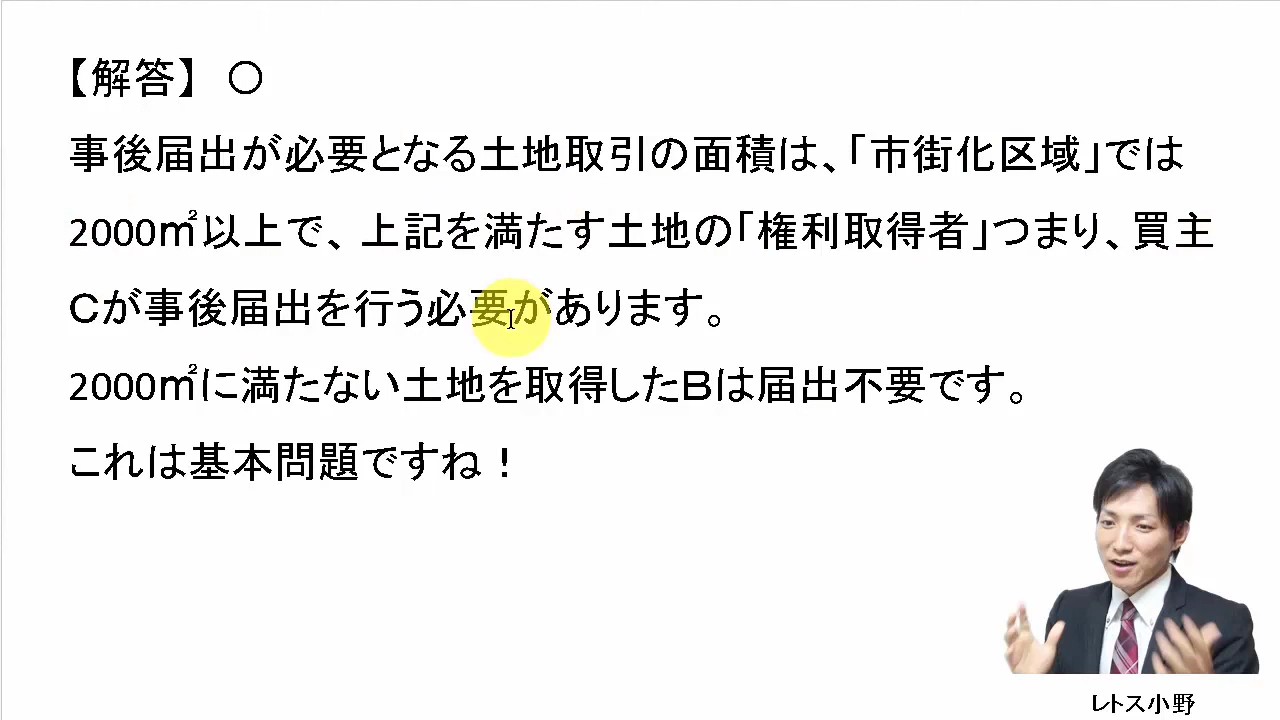 【解答】 ○
事後届出が必要となる土地取引の面積は、「市街化区域」では
2000㎡以上で、上記を満たす土地の「権利取得者」つまり、買主
Cが事後届出を行う必要があります。
2000㎡に満たない土地を取得したBは届出不要です。
これは基本問題ですね！
レトス小野